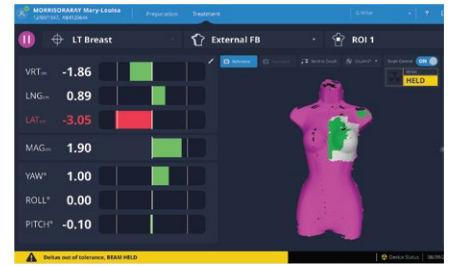 MORRISORARAY Mary-Louisa
Preparation
Treatment
LT Breast
External FB
ROI 1
Reference
ON
HELD
VRT cm -1.86
LNG cm 0.89
LAT cm -3.05
MAG cm 1.90
YAW° 1.00
ROLL° 0.00
PITCH° -0.10
Deltas out of tolerance, BEAM HELD
Device Status